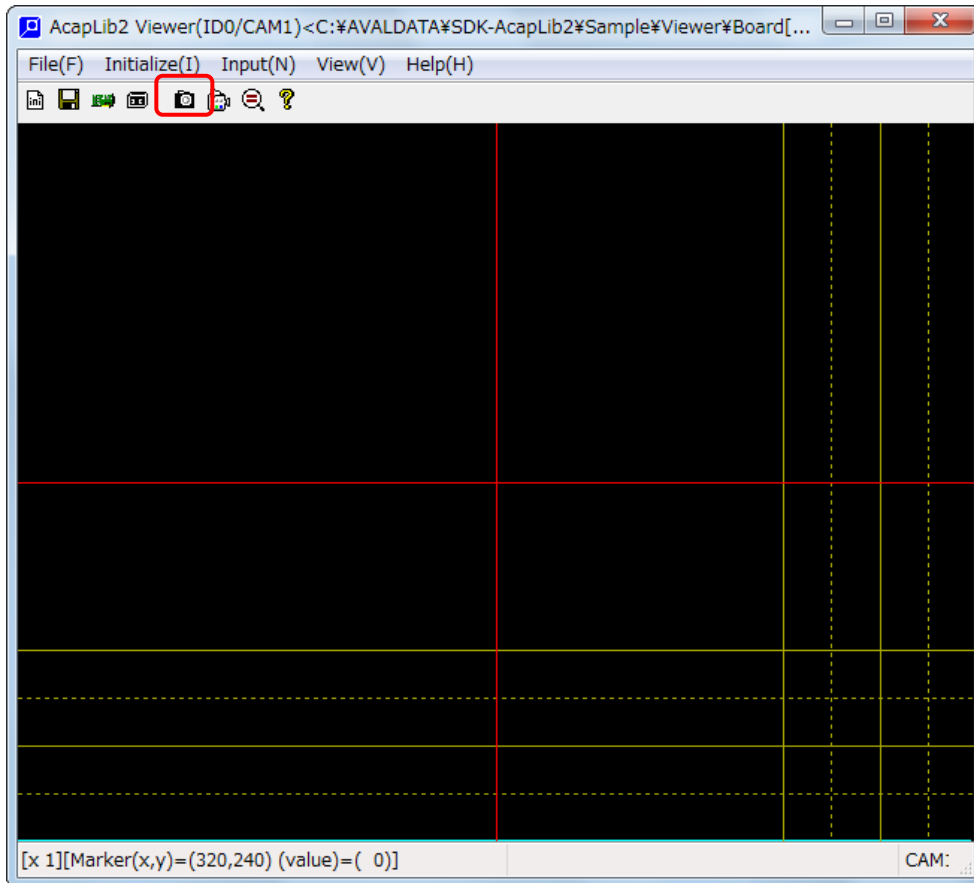 AcapLib2 Viewer(ID0/CAM1)<C:¥AVALDATA¥SDK-AcapLib2¥Sample¥Viewer¥Board[...
File(F) Initialize(I) Input(N) View(V) Help(H)
[x 1][Marker(x,y)=(320,240) (value)=( 0)] CAM: